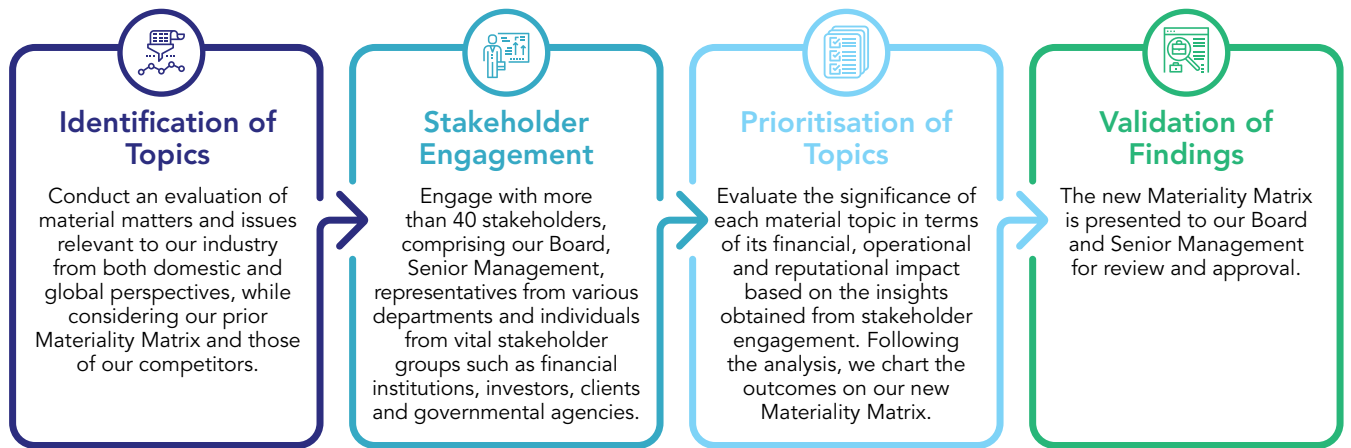 Identification of
Topics
Conduct an evaluation of
material matters and issues
relevant to our industry
from both domestic and
global perspectives, while
considering our prior
Materiality Matrix and those
of our competitors.
Stakeholder
Engagement
Engage with more
than 40 stakeholders,
comprising our Board,
Senior Management,
representatives from various
departments and individuals
from vital stakeholder
groups such as financial
institutions, investors, clients
and governmental agencies.
Prioritisation of
Topics
Evaluate the significance of
each material topic in terms
of its financial, operational
and reputational impact
based on the insights
obtained from stakeholder
engagement. Following
the analysis, we chart the
outcomes on our new
Materiality Matrix.
Validation of
Findings
The new Materiality Matrix
is presented to our Board
and Senior Management
for review and approval.